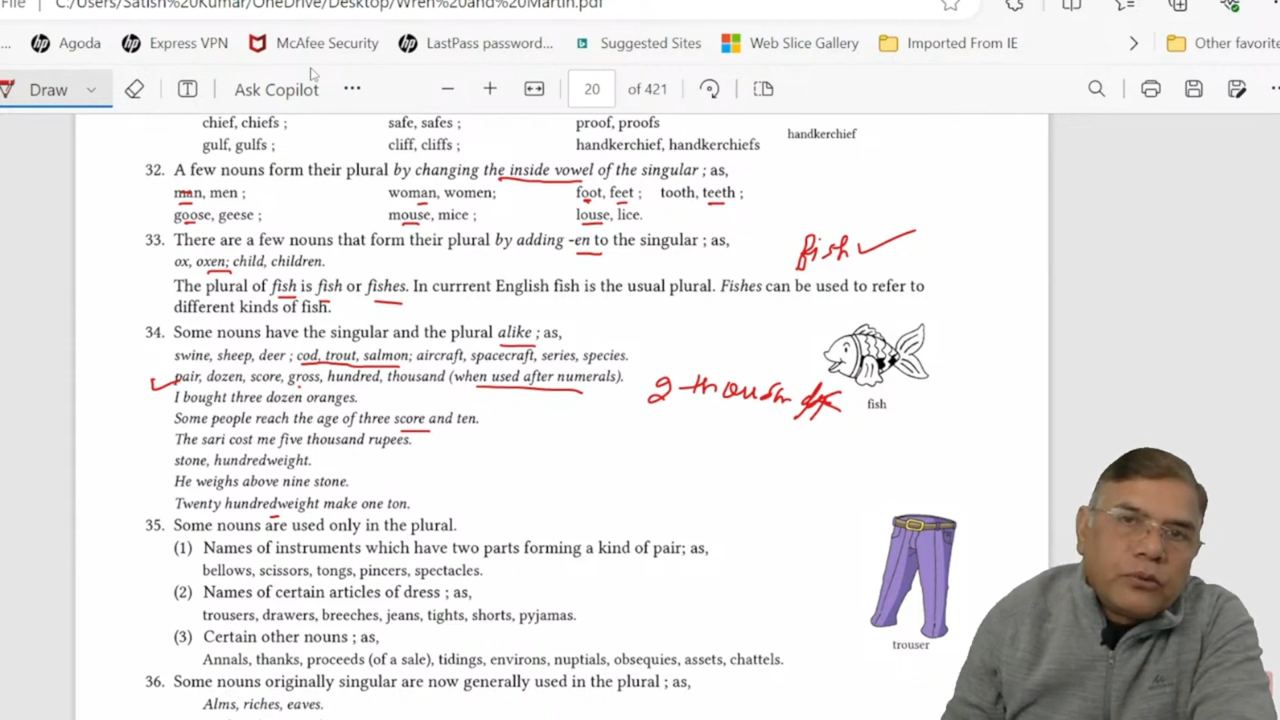 File C:/Users/Satish%20Kumar/OneDrive/Desktop/Wren%20and%20Martin.pdf
Agoda Express VPN McAfee Security LastPass password... Suggested Sites Web Slice Gallery Imported From IE Other favorite
Draw Ask Copilot 20 of 421
chief, chiefs ; safe, safes ; proof, proofs
handkerchief
gulf, gulfs ; cliff, cliffs ; handkerchief, handkerchiefs
32. A few nouns form their plural by changing the inside vowel of the singular ; as,
man, men ; woman, women; foot, feet ; tooth, teeth ;
goose, geese ; mouse, mice ; louse, lice.
33. There are a few nouns that form their plural by adding -en to the singular ; as,
fish
ox, oxen; child, children.
The plural of fish is fish or fishes. In currrent English fish is the usual plural. Fishes can be used to refer to
different kinds of fish.
34. Some nouns have the singular and the plural alike ; as,
swine, sheep, deer ; cod, trout, salmon; aircraft, spacecraft, series, species.
pair, dozen, score, gross, hundred, thousand (when used after numerals).
I bought three dozen oranges.
2 thousand
fish
Some people reach the age of three score and ten.
The sari cost me five thousand rupees.
stone, hundredweight.
He weighs above nine stone.
Twenty hundredweight make one ton.
35. Some nouns are used only in the plural.
(1) Names of instruments which have two parts forming a kind of pair; as,
bellows, scissors, tongs, pincers, spectacles.
(2) Names of certain articles of dress ; as,
trousers, drawers, breeches, jeans, tights, shorts, pyjamas.
(3) Certain other nouns ; as,
trouser
Annals, thanks, proceeds (of a sale), tidings, environs, nuptials, obsequies, assets, chattels.
36. Some nouns originally singular are now generally used in the plural ; as,
Alms, riches, eaves.